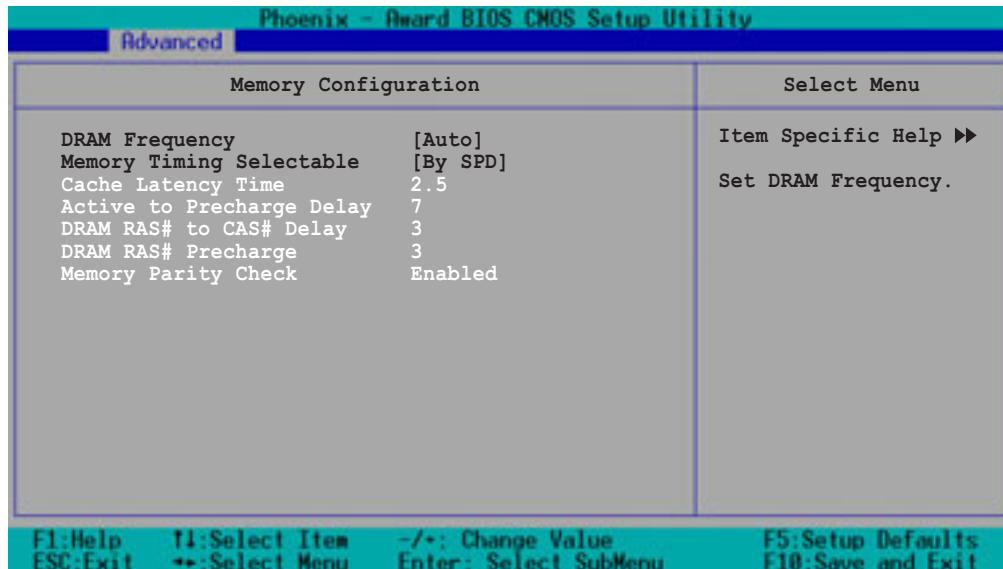 Phoenix - Award BIOS CMOS Setup Utility
Advanced
Memory Configuration
Select Menu
DRAM Frequency [Auto]
Memory Timing Selectable [By SPD]
Cache Latency Time 2.5
Active to Precharge Delay 7
DRAM RAS# to CAS# Delay 3
DRAM RAS# Precharge 3
Memory Parity Check Enabled
Item Specific Help ▶▶
Set DRAM Frequency.
F1:Help ↑↓:Select Item -/+: Change Value F5:Setup Defaults
ESC:Exit ←→:Select Menu Enter: Select SubMenu F10:Save and Exit